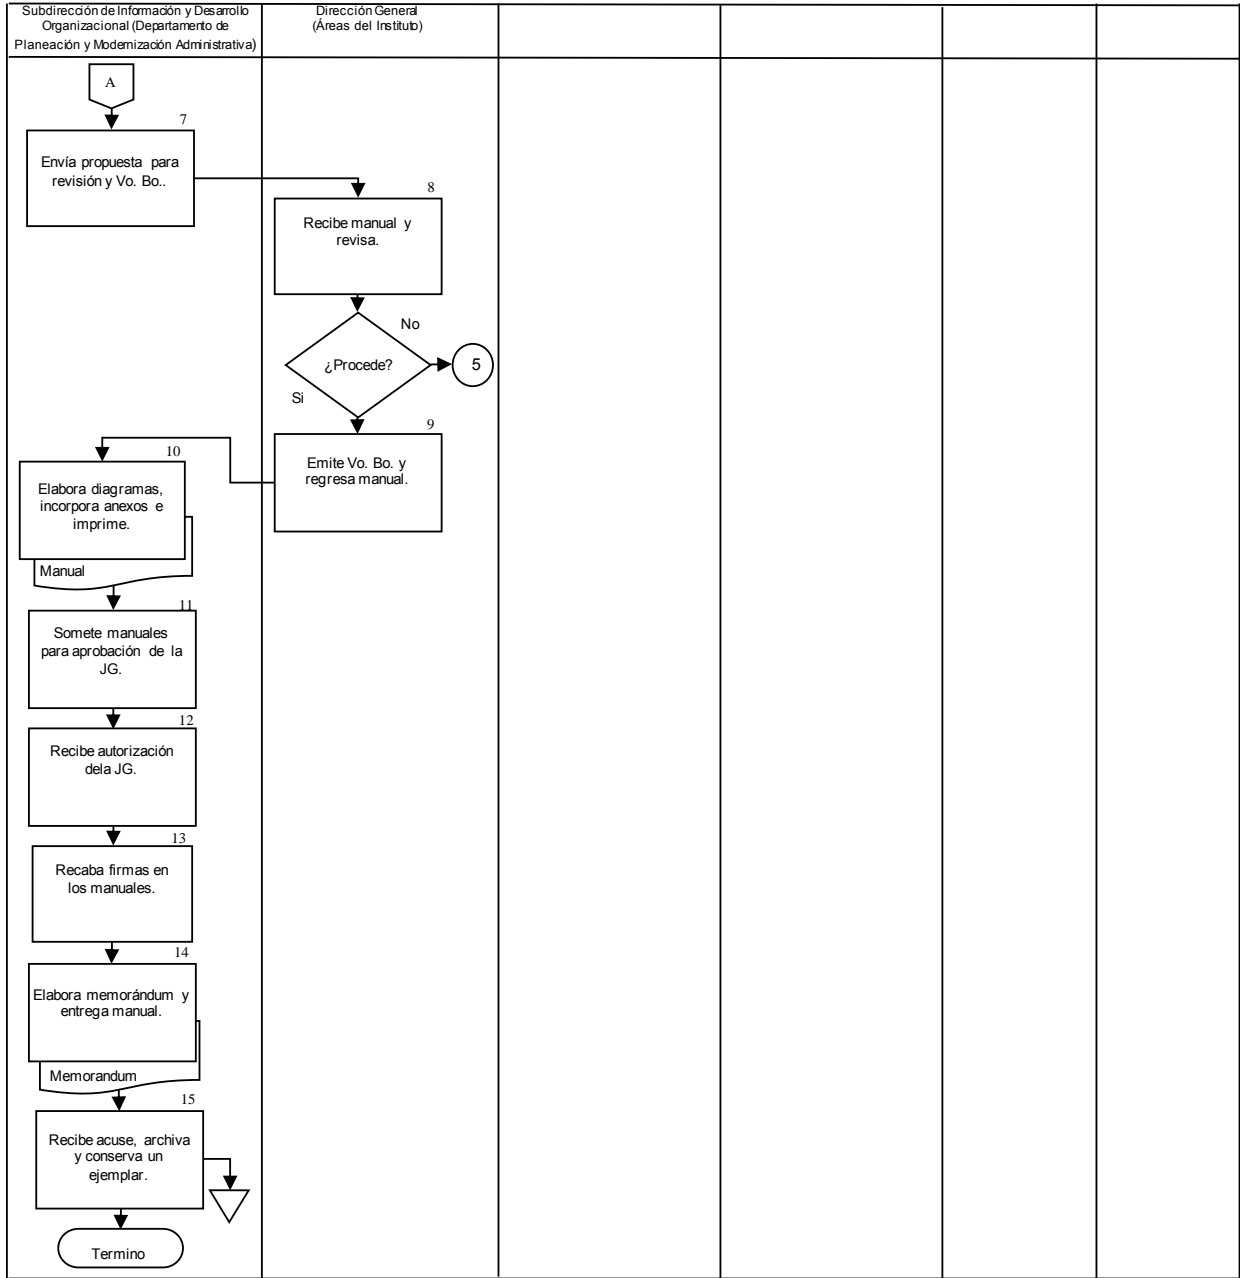 Subdirección de Información y Desarrollo
Organizacional (Departamento de
Planeación y Modernización Administrativa)
Dirección General
(Áreas del Instituto)
A
7
Envía propuesta para
revisión y Vo. Bo..
8
Recibe manual y
revisa.
No
¿Procede?
5
Si
9
Emite Vo. Bo. y
regresa manual.
10
Elabora diagramas,
incorpora anexos e
imprime.
Manual
11
Somete manuales
para aprobación de la
JG.
12
Recibe autorización
dela JG.
13
Recaba firmas en
los manuales.
14
Elabora memorándum y
entrega manual.
Memorandum
15
Recibe acuse, archiva
y conserva un
ejemplar.
Termino